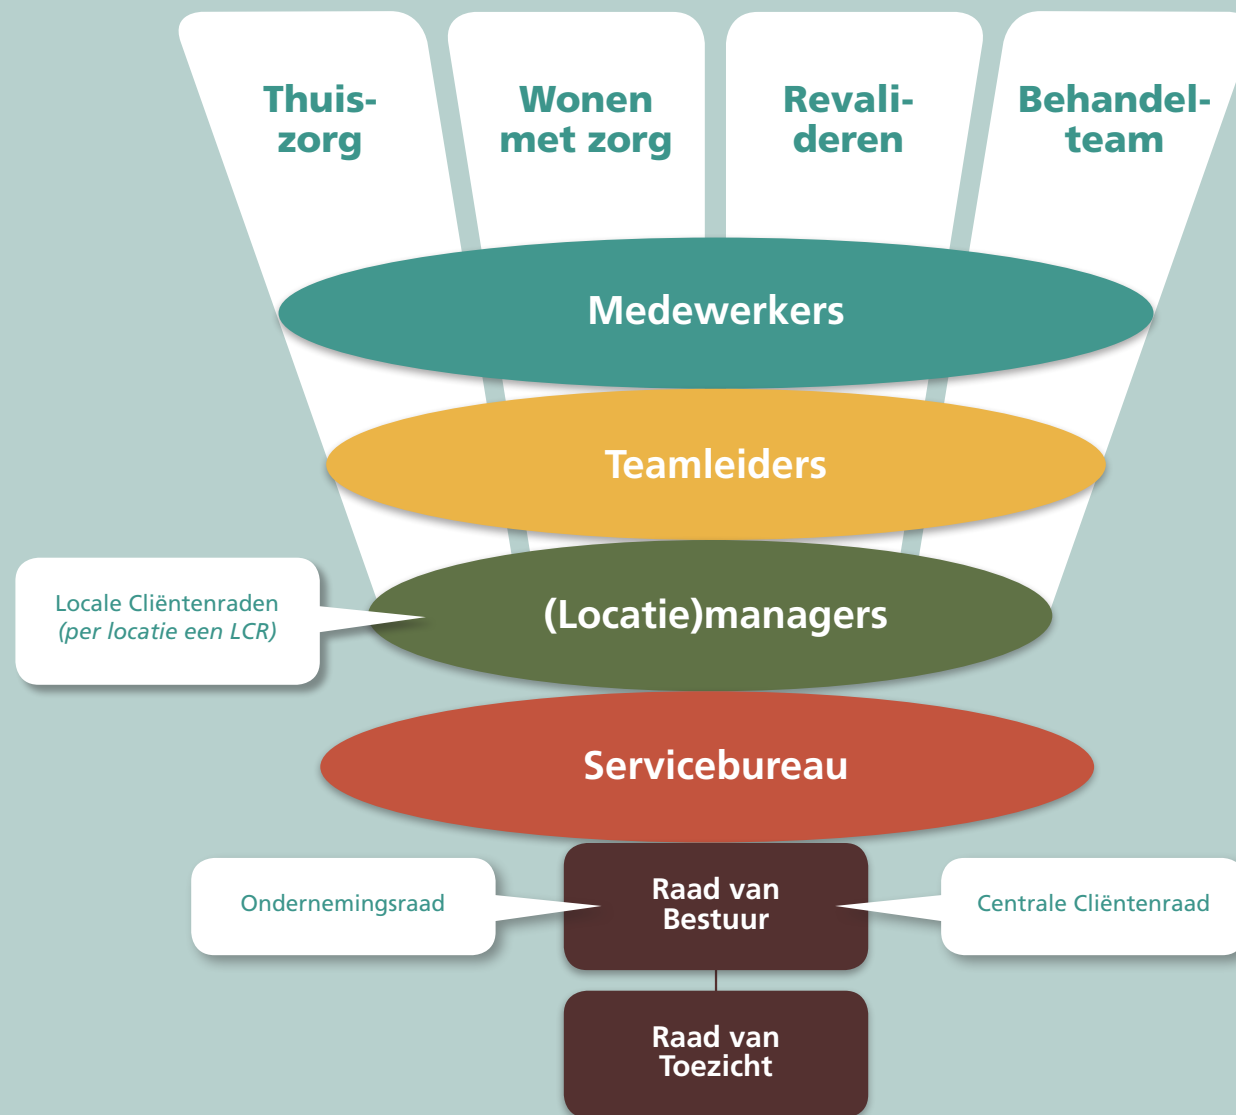 Thuis-
zorg
Wonen
met zorg
Revali-
deren
Behandel-
team
Medewerkers
Teamleiders
(Locatie)managers
Locale Cliëntenraden
(per locatie een LCR)
Servicebureau
Ondernemingsraad
Raad van
Bestuur
Centrale Cliëntenraad
Raad van
Toezicht